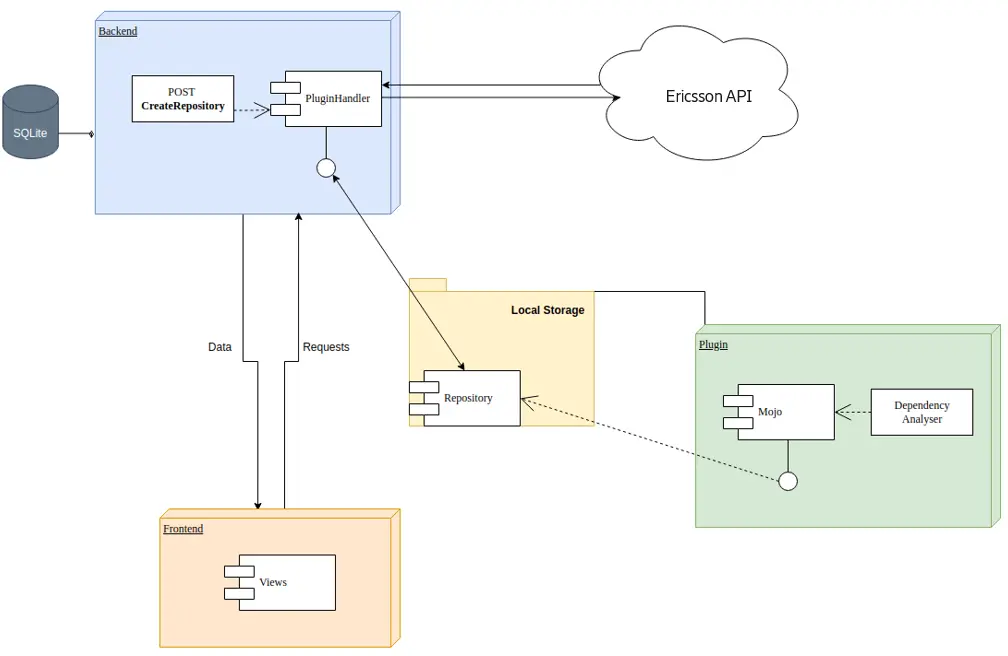 Backend
POST
CreateRepository
PluginHandler
Ericsson API
SQLite
Data
Requests
Local Storage
Repository
Plugin
Mojo
Dependency
Analyser
Frontend
Views